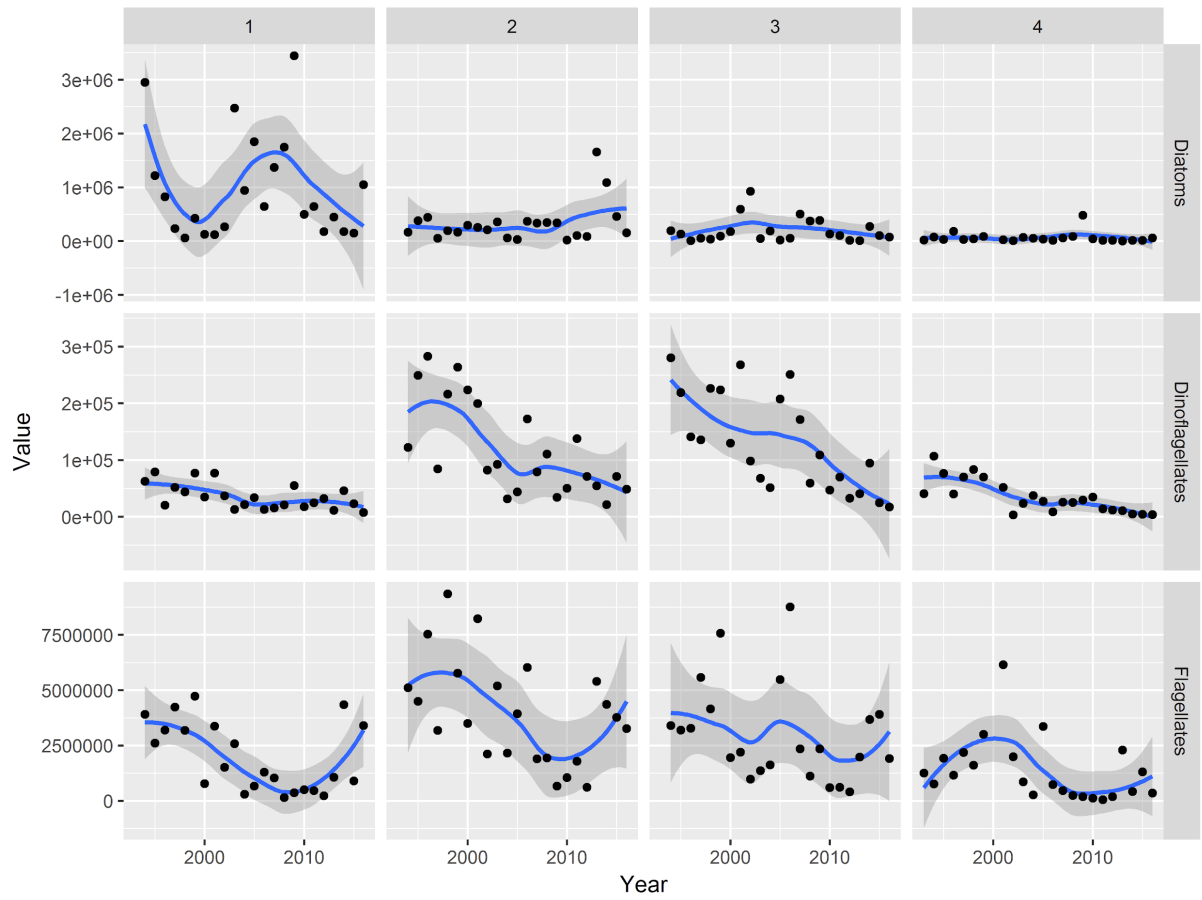 1 2 3 4
3e+06
2e+06
1e+06
0e+00
-1e+06
Diatoms
3e+05
2e+05
1e+05
0e+00
Dinoflagellates
Value
7500000
5000000
2500000
0
Flagellates
2000 2010 2000 2010 2000 2010 2000 2010
Year